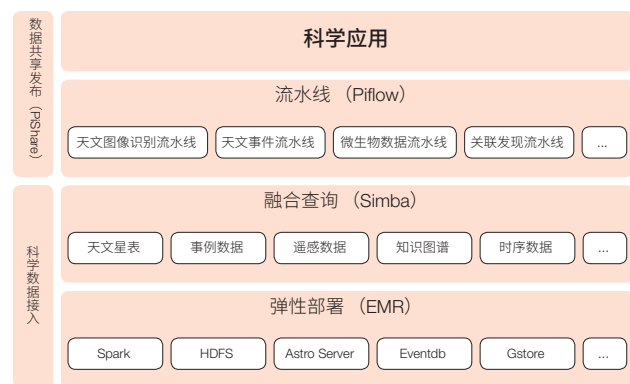 数据共享发布（PIShare）
科学应用
流水线 （Piflow）
天文图像识别流水线 天文事件流水线 微生物数据流水线 关联发现流水线 ...
科学数据接入
融合查询 （Simba）
天文星表 事例数据 遥感数据 知识图谱 时序数据 ...
弹性部署 （EMR）
Spark HDFS Astro Server Eventdb Gstore ...